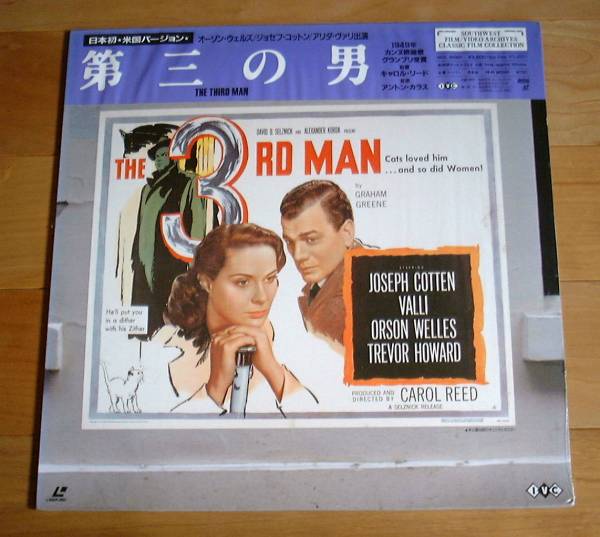 日本初★米国バージョン★
オーソン・ウェルズ/ジョセフ・コットン/アリダ・ヴァリ出演
第三の男
THE THIRD MAN
1949年
カンヌ映画祭
グランプリ受賞
監督
キャロル・リード
音楽
アントン・カラス
SOUTHWEST
FILM/VIDEO ARCHIVES
CLASSIC FILM COLLECTION
IVC
DAVID O. SELZNICK and ALEXANDER KORDA PRESENT
THE 3RD MAN
Cats loved him
...and so did Women!
by
GRAHAM
GREENE
STARRING
JOSEPH COTTEN
VALLI
ORSON WELLES
TREVOR HOWARD
He'll put you
in a dither
with his Zither
PRODUCED AND
DIRECTED BY CAROL REED
A SELZNICK RELEASE
IVC